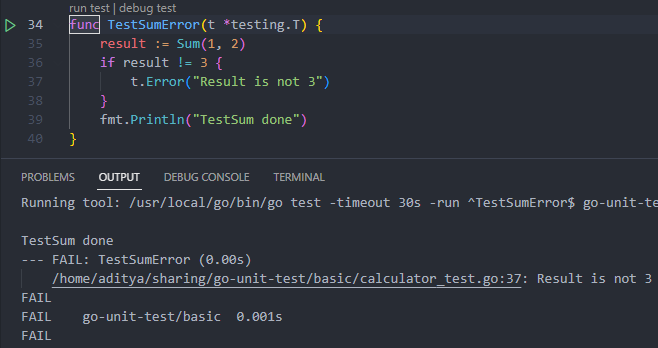 run test | debug test
34 func TestSumError(t *testing.T) {
35 result := Sum(1, 2)
36 if result != 3 {
37 t.Error("Result is not 3")
38 }
39 fmt.Println("TestSum done")
40 }
PROBLEMS OUTPUT DEBUG CONSOLE TERMINAL
Running tool: /usr/local/go/bin/go test -timeout 30s -run ^TestSumError$ go-unit-te
TestSum done
--- FAIL: TestSumError (0.00s)
/home/aditya/sharing/go-unit-test/basic/calculator_test.go:37: Result is not 3
FAIL
FAIL go-unit-test/basic 0.001s
FAIL